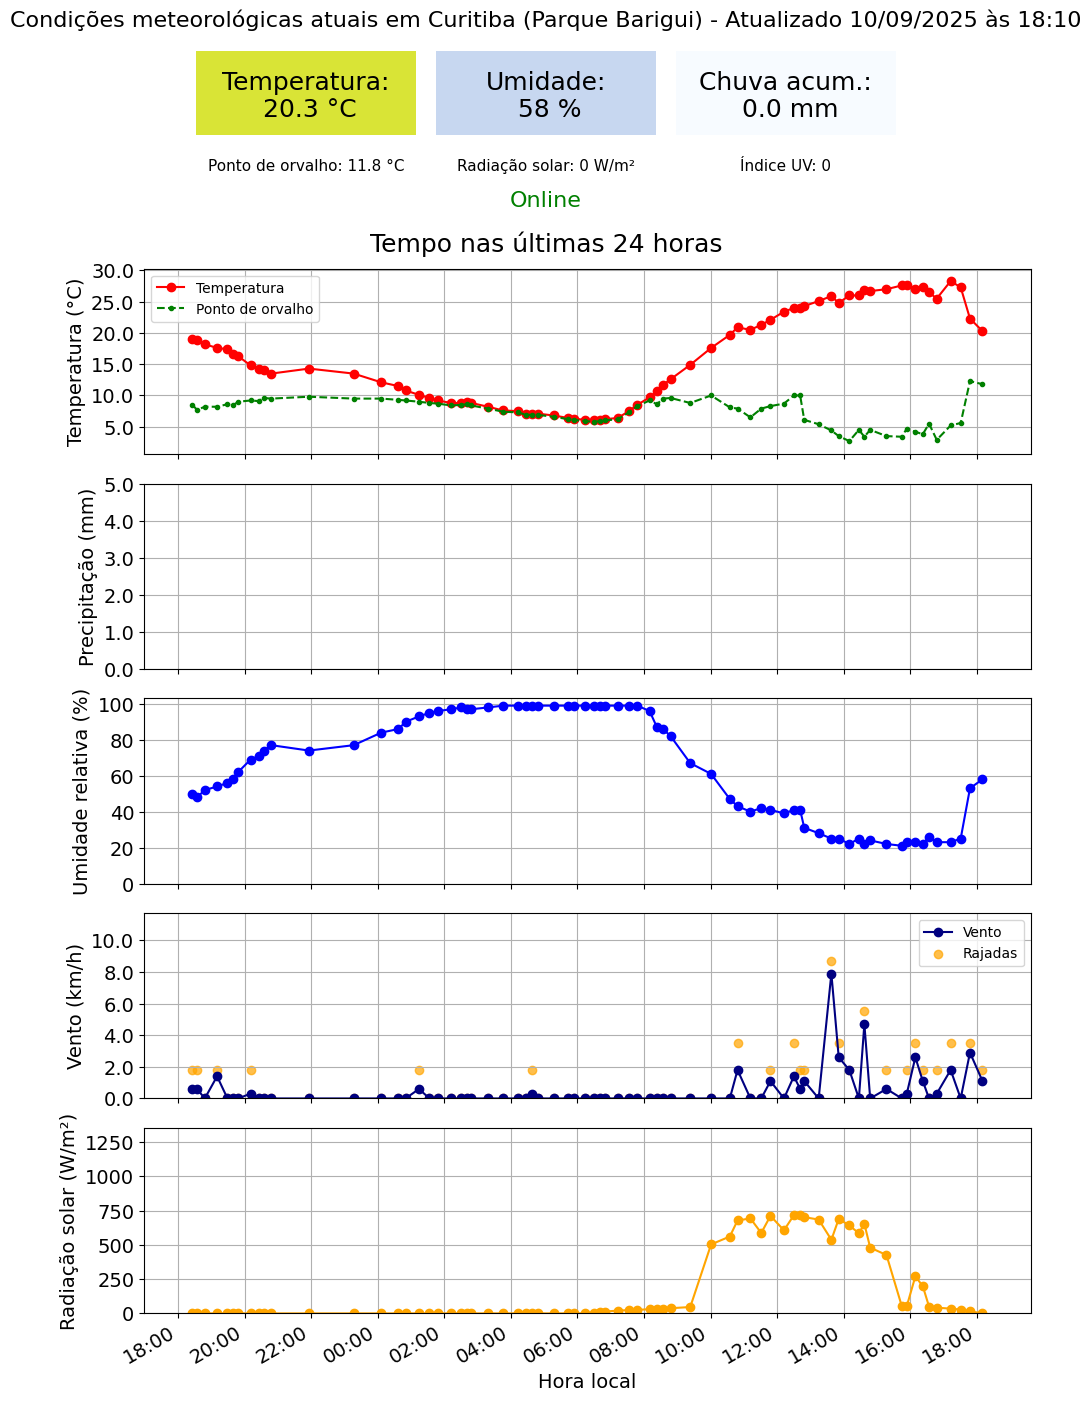 Condições meteorológicas atuais em Curitiba (Parque Barigui) - Atualizado 10/09/2025 às 18:10
Temperatura:
20.3 °C
Umidade:
58 %
Chuva acum.:
0.0 mm
Ponto de orvalho: 11.8 °C
Radiação solar: 0 W/m²
Índice UV: 0
Online
Tempo nas últimas 24 horas
Temperatura (°C)
30.0
25.0
20.0
15.0
10.0
5.0
Temperatura
Ponto de orvalho
Precipitação (mm)
5.0
4.0
3.0
2.0
1.0
0.0
Umidade relativa (%)
100
80
60
40
20
0
Vento (km/h)
10.0
8.0
6.0
4.0
2.0
0.0
Vento
Rajadas
Radiação solar (W/m²)
1250
1000
750
500
250
0
18:00
20:00
22:00
00:00
02:00
04:00
06:00
08:00
10:00
12:00
14:00
16:00
18:00
Hora local